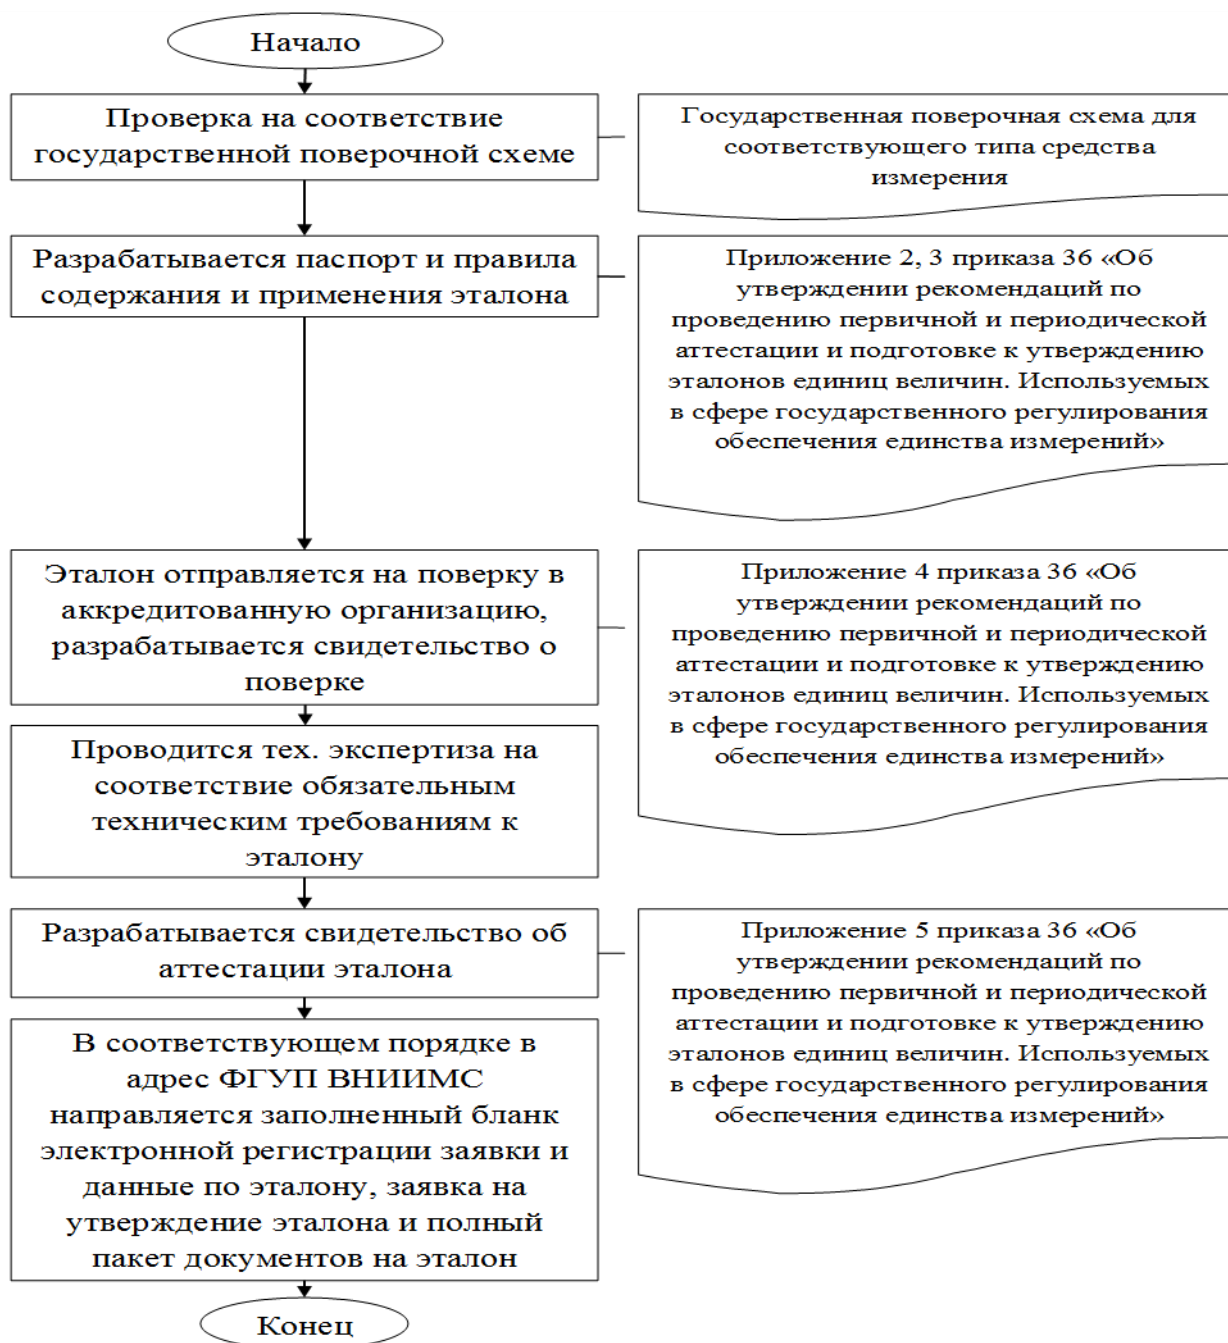 Начало
Проверка на соответствие
государственной поверочной схеме
Государственная поверочная схема для
соответствующего типа средства
измерения
Разрабатывается паспорт и правила
содержания и применения эталона
Приложение 2, 3 приказа 36 «Об
утверждении рекомендаций по
проведению первичной и периодической
аттестации и подготовке к утверждению
эталонов единиц величин. Используемых
в сфере государственного регулирования
обеспечения единства измерений»
Эталон отправляется на поверку в
аккредитованную организацию,
разрабатывается свидетельство о
поверке
Приложение 4 приказа 36 «Об
утверждении рекомендаций по
проведению первичной и периодической
аттестации и подготовке к утверждению
эталонов единиц величин. Используемых
в сфере государственного регулирования
обеспечения единства измерений»
Проводится тех. экспертиза на
соответствие обязательным
техническим требованиям к
эталону
Разрабатывается свидетельство об
аттестации эталона
Приложение 5 приказа 36 «Об
утверждении рекомендаций по
проведению первичной и периодической
аттестации и подготовке к утверждению
эталонов единиц величин. Используемых
в сфере государственного регулирования
обеспечения единства измерений»
В соответствующем порядке в
адрес ФГУП ВНИИМС
направляется заполненный бланк
электронной регистрации заявки и
данные по эталону, заявка на
утверждение эталона и полный
пакет документов на эталон
Конец